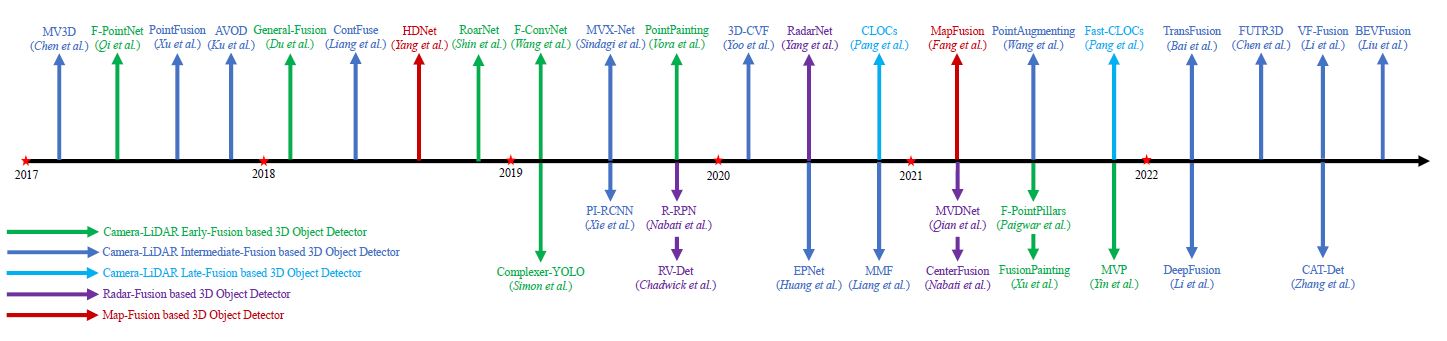 MV3D F-PointNet PointFusion AVOD General-Fusion ContFuse HDNet RoarNet F-ConvNet MVX-Net PointPainting 3D-CVF RadarNet CLOCs MapFusion PointAugmenting Fast-CLOCs TransFusion FUTR3D VF-Fusion BEVFusion
(Chen et al.) (Qi et al.) (Xu et al.) (Ku et al.) (Du et al.) (Liang et al.) (Yang et al.) (Shin et al.) (Wang et al.) (Sindagi et al.) (Vora et al.) (Yoo et al.) (Yang et al.) (Pang et al.) (Fang et al.) (Wang et al.) (Pang et al.) (Bai et al.) (Chen et al.) (Li et al.) (Liu et al.)
2017 2018 2019 2020 2021 2022
PI-RCNN R-RPN MVDNet F-PointPillars
(Xie et al.) (Nabati et al.) (Qian et al.) (Paigwar et al.)
Complexer-YOLO RV-Det EPNet MMF CenterFusion FusionPainting MVP DeepFusion CAT-Det
(Simon et al.) (Chadwick et al.) (Huang et al.) (Liang et al.) (Nabati et al.) (Xu et al.) (Yin et al.) (Li et al.) (Zhang et al.)
Camera-LiDAR Early-Fusion based 3D Object Detector
Camera-LiDAR Intermediate-Fusion based 3D Object Detector
Camera-LiDAR Late-Fusion based 3D Object Detector
Radar-Fusion based 3D Object Detector
Map-Fusion based 3D Object Detector